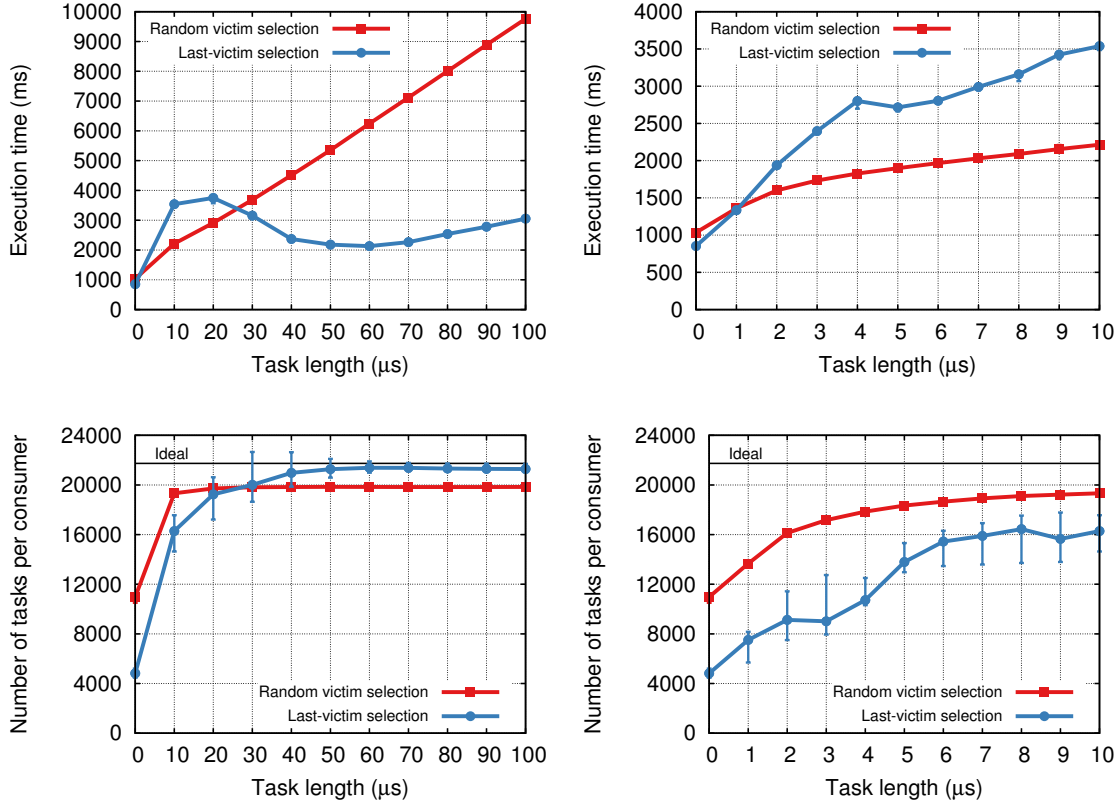 Execution time (ms)
10000
9000
8000
7000
6000
5000
4000
3000
2000
1000
0
Random victim selection
Last-victim selection
0 10 20 30 40 50 60 70 80 90 100
Task length (μs)
Execution time (ms)
4000
3500
3000
2500
2000
1500
1000
500
0
Random victim selection
Last-victim selection
0 1 2 3 4 5 6 7 8 9 10
Task length (μs)
Number of tasks per consumer
24000
20000
16000
12000
8000
4000
0
Ideal
Random victim selection
Last-victim selection
0 10 20 30 40 50 60 70 80 90 100
Task length (μs)
Number of tasks per consumer
24000
20000
16000
12000
8000
4000
0
Ideal
Random victim selection
Last-victim selection
0 1 2 3 4 5 6 7 8 9 10
Task length (μs)